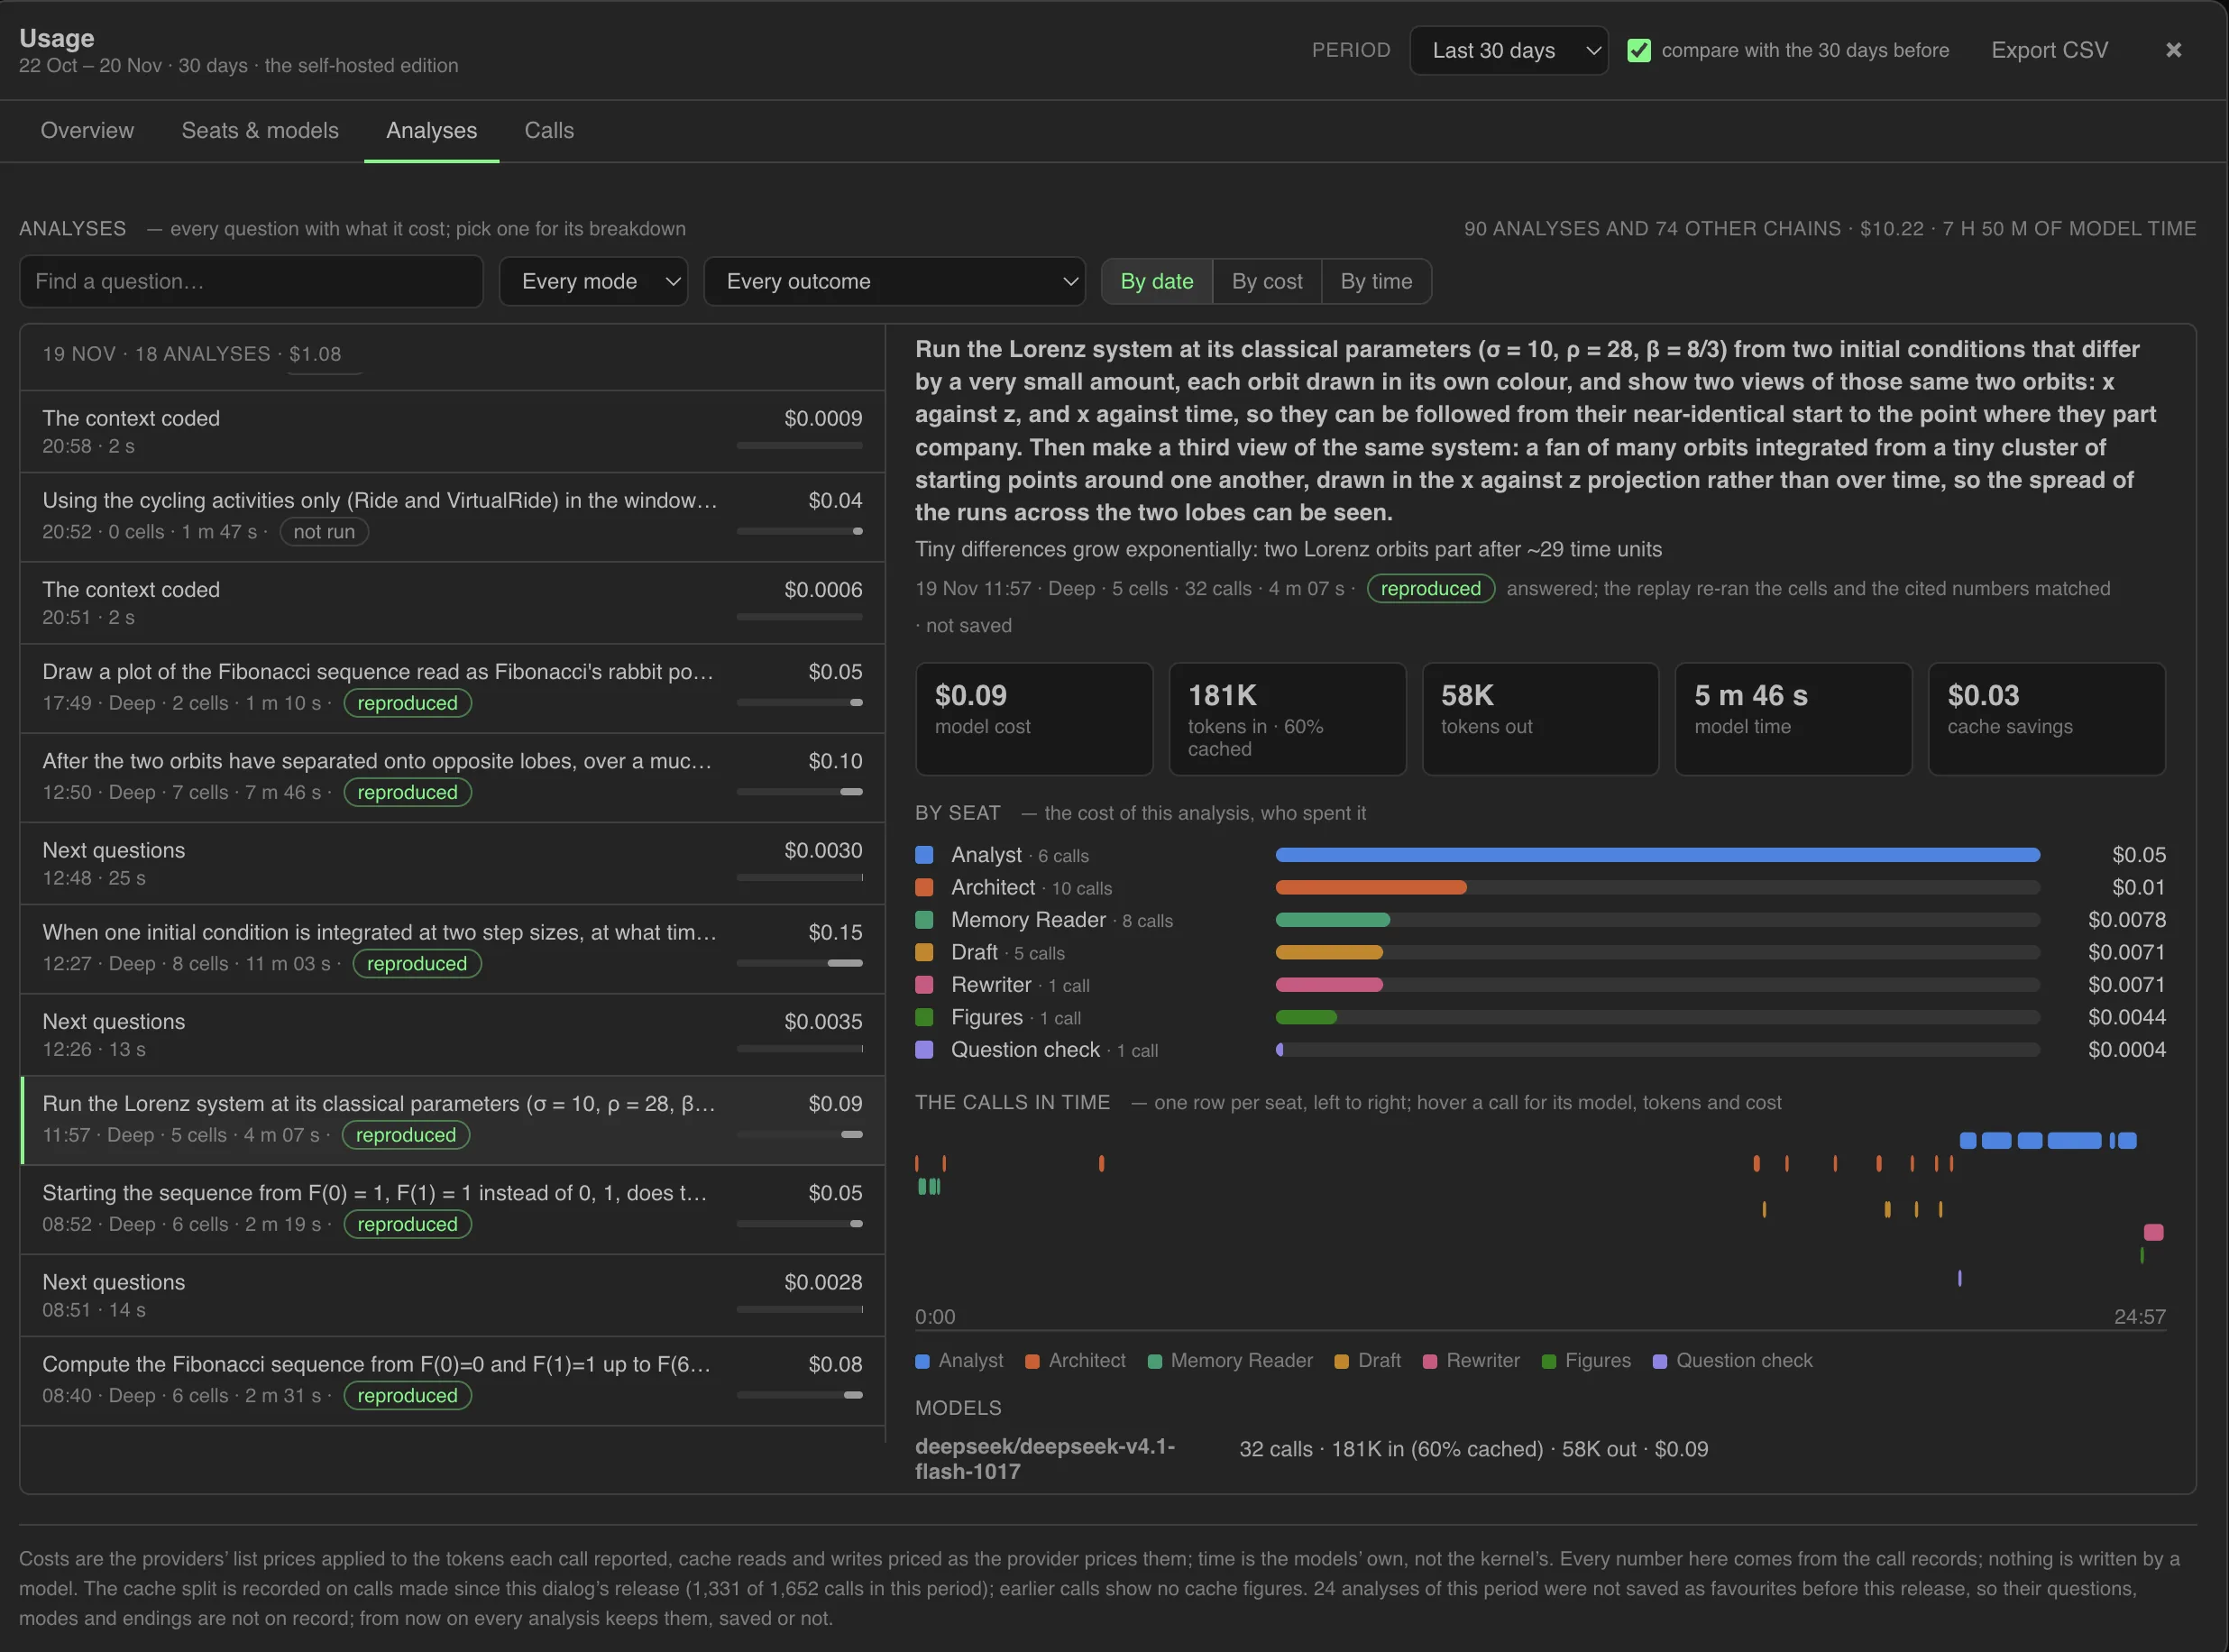 Usage
22 Oct – 20 Nov · 30 days · the self-hosted edition
PERIOD
Last 30 days
compare with the 30 days before
Export CSV
×
Overview
Seats & models
Analyses
Calls
ANALYSES — every question with what it cost; pick one for its breakdown
90 ANALYSES AND 74 OTHER CHAINS · $10.22 · 7 H 50 M OF MODEL TIME
Find a question…
Every mode
Every outcome
By date
By cost
By time
19 NOV · 18 ANALYSES · $1.08
The context coded $0.0009
20:58 · 2 s
Using the cycling activities only (Ride and VirtualRide) in the window… $0.04
20:52 · 0 cells · 1 m 47 s · not run
The context coded $0.0006
20:51 · 2 s
Draw a plot of the Fibonacci sequence read as Fibonacci's rabbit po… $0.05
17:49 · Deep · 2 cells · 1 m 10 s · reproduced
After the two orbits have separated onto opposite lobes, over a muc… $0.10
12:50 · Deep · 7 cells · 7 m 46 s · reproduced
Next questions $0.0030
12:48 · 25 s
When one initial condition is integrated at two step sizes, at what tim… $0.15
12:27 · Deep · 8 cells · 11 m 03 s · reproduced
Next questions $0.0035
12:26 · 13 s
Run the Lorenz system at its classical parameters (σ = 10, ρ = 28, β… $0.09
11:57 · Deep · 5 cells · 4 m 07 s · reproduced
Starting the sequence from F(0) = 1, F(1) = 1 instead of 0, 1, does t… $0.05
08:52 · Deep · 6 cells · 2 m 19 s · reproduced
Next questions $0.0028
08:51 · 14 s
Compute the Fibonacci sequence from F(0)=0 and F(1)=1 up to F(6… $0.08
08:40 · Deep · 6 cells · 2 m 31 s · reproduced
Run the Lorenz system at its classical parameters (σ = 10, ρ = 28, β = 8/3) from two initial conditions that differ
by a very small amount, each orbit drawn in its own colour, and show two views of those same two orbits: x
against z, and x against time, so they can be followed from their near-identical start to the point where they part
company. Then make a third view of the same system: a fan of many orbits integrated from a tiny cluster of
starting points around one another, drawn in the x against z projection rather than over time, so the spread of
the runs across the two lobes can be seen.
Tiny differences grow exponentially: two Lorenz orbits part after ~29 time units
19 Nov 11:57 · Deep · 5 cells · 32 calls · 4 m 07 s · reproduced answered; the replay re-ran the cells and the cited numbers matched
· not saved
$0.09
model cost
181K
tokens in · 60%
cached
58K
tokens out
5 m 46 s
model time
$0.03
cache savings
BY SEAT — the cost of this analysis, who spent it
Analyst · 6 calls $0.05
Architect · 10 calls $0.01
Memory Reader · 8 calls $0.0078
Draft · 5 calls $0.0071
Rewriter · 1 call $0.0071
Figures · 1 call $0.0044
Question check · 1 call $0.0004
THE CALLS IN TIME — one row per seat, left to right; hover a call for its model, tokens and cost
0:00 24:57
Analyst Architect Memory Reader Draft Rewriter Figures Question check
MODELS
deepseek/deepseek-v4.1-
flash-1017
32 calls · 181K in (60% cached) · 58K out · $0.09
Costs are the providers’ list prices applied to the tokens each call reported, cache reads and writes priced as the provider prices them; time is the models’ own, not the kernel’s. Every number here comes from the call records; nothing is written by a
model. The cache split is recorded on calls made since this dialog’s release (1,331 of 1,652 calls in this period); earlier calls show no cache figures. 24 analyses of this period were not saved as favourites before this release, so their questions,
modes and endings are not on record; from now on every analysis keeps them, saved or not.